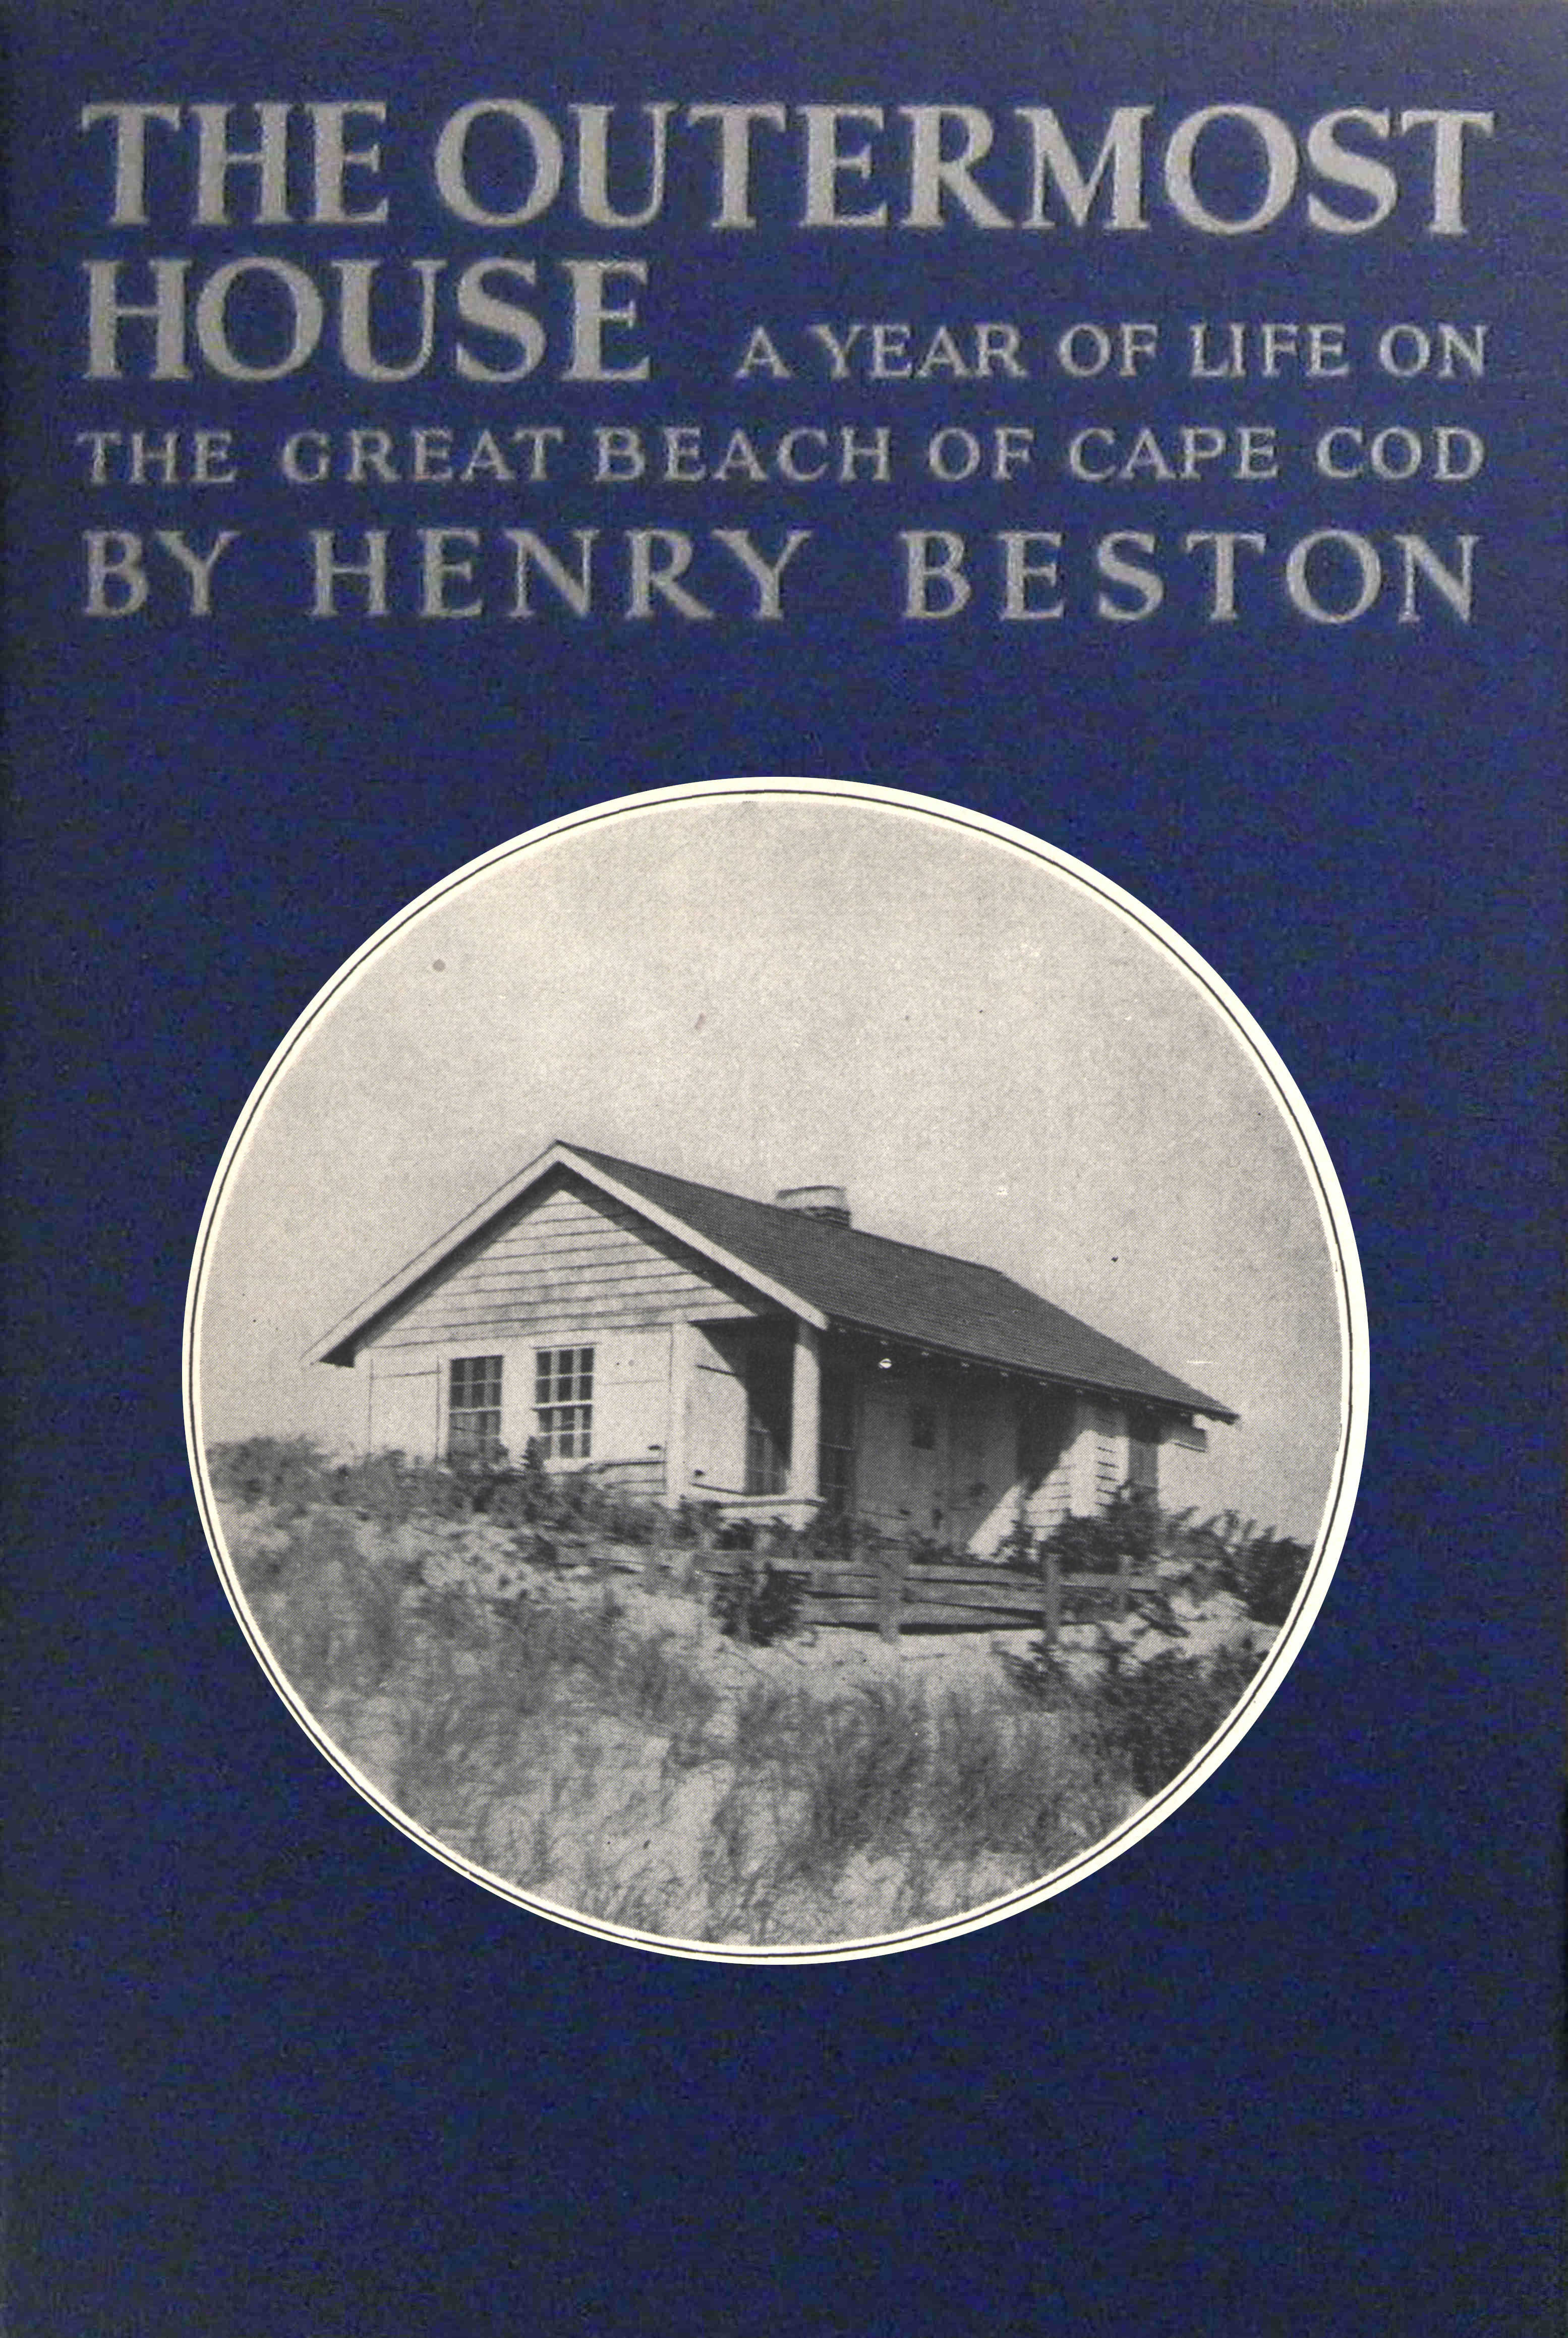 THE OUTERMOST
HOUSE A YEAR OF LIFE ON
THE GREAT BEACH OF CAPE COD
BY HENRY BESTON